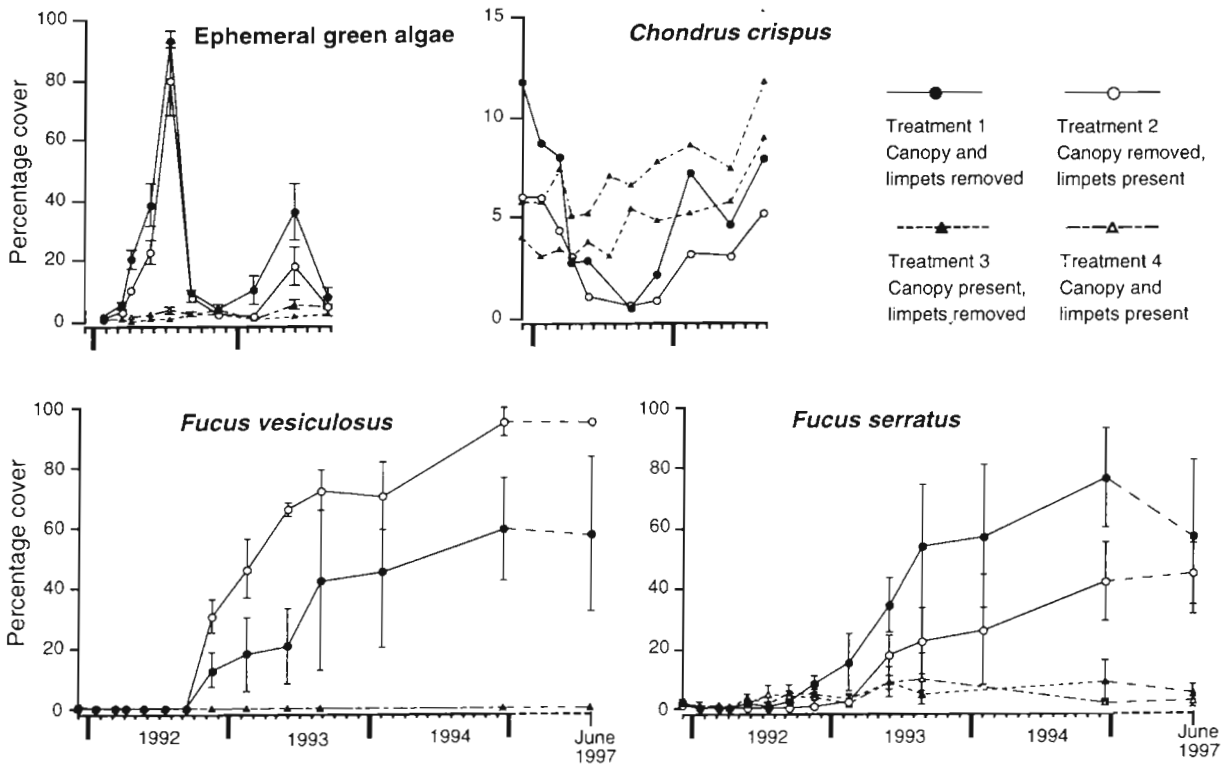 Ephemeral green algae
Percentage cover
100
80
60
40
20
0
Chondrus crispus
15
10
5
0
Treatment 1
Canopy and
limpets removed
Treatment 2
Canopy removed,
limpets present
Treatment 3
Canopy present,
limpets removed
Treatment 4
Canopy and
limpets present
Fucus vesiculosus
Percentage cover
100
80
60
40
20
0
1992
1993
1994
June
1997
Fucus serratus
100
80
60
40
20
0
1992
1993
1994
June
1997